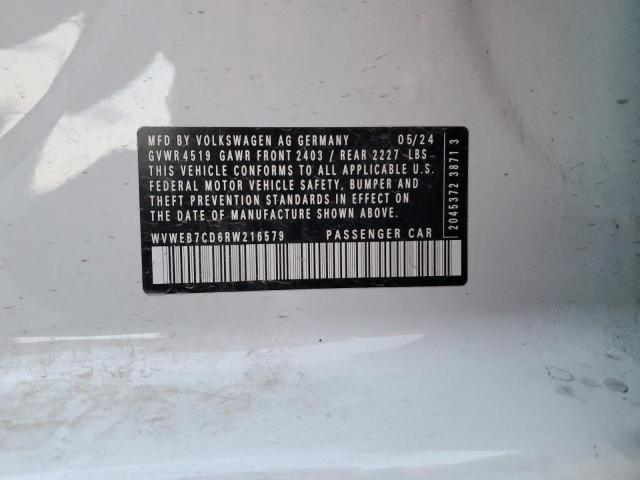 MFD BY VOLKSWAGEN AG GERMANY 05/24
GVWR 4519 GAWR FRONT 2403 / REAR 2227 LBS
THIS VEHICLE CONFORMS TO ALL APPLICABLE U.S.
FEDERAL MOTOR VEHICLE SAFETY, BUMPER AND
THEFT PREVENTION STANDARDS IN EFFECT ON
THE DATE OF MANUFACTURE SHOWN ABOVE.
WVWEB7CD6RW216579 PASSENGER CAR
2045372 3871 3